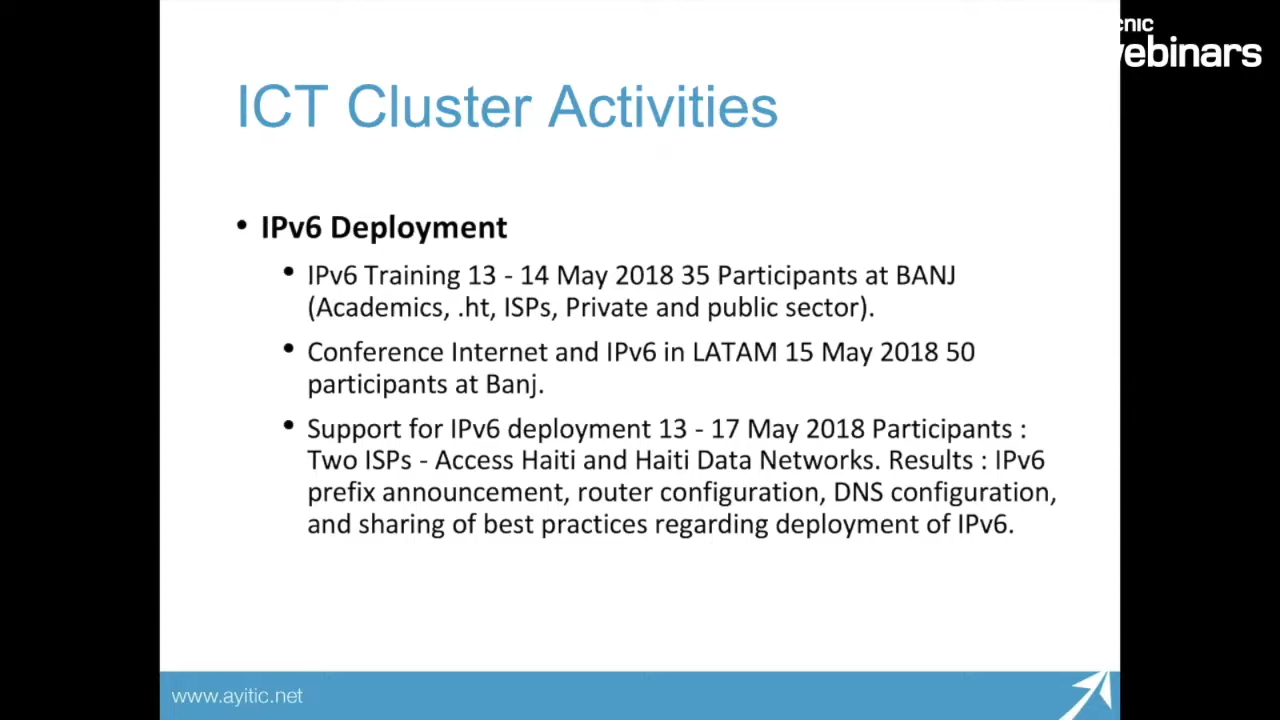 cnic
webinars
ICT Cluster Activities
• IPv6 Deployment
• IPv6 Training 13 - 14 May 2018 35 Participants at BANJ
(Academics, .ht, ISPs, Private and public sector).
• Conference Internet and IPv6 in LATAM 15 May 2018 50
participants at Banj.
• Support for IPv6 deployment 13 - 17 May 2018 Participants :
Two ISPs - Access Haiti and Haiti Data Networks. Results : IPv6
prefix announcement, router configuration, DNS configuration,
and sharing of best practices regarding deployment of IPv6.
www.ayitic.net